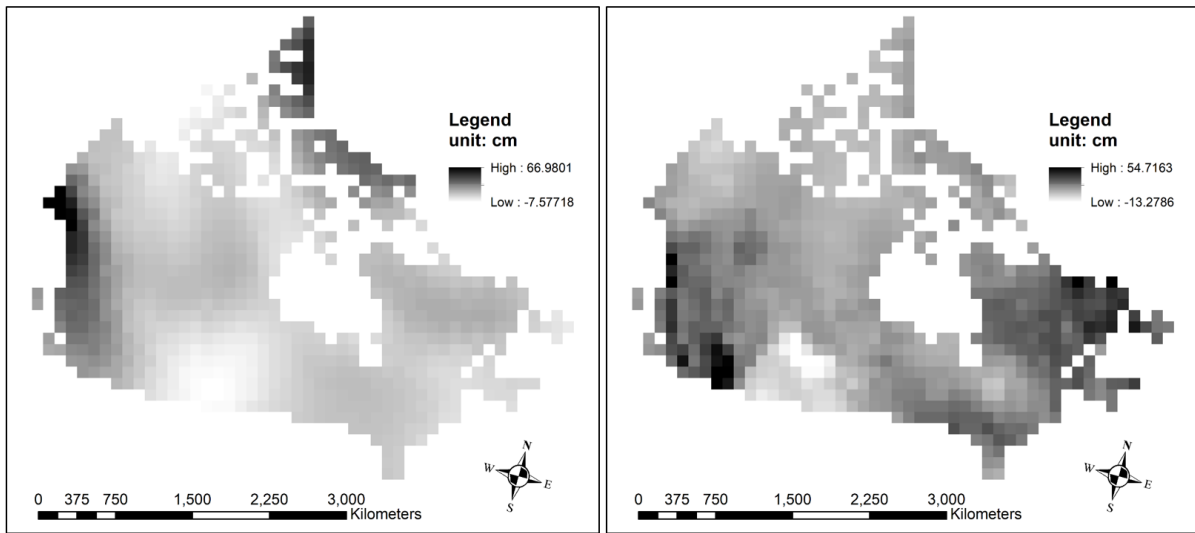 Legend
unit: cm
High : 66.9801
Low : -7.57718
N
W
E
S
0 375 750 1,500 2,250 3,000
Kilometers
Legend
unit: cm
High : 54.7163
Low : -13.2786
N
W
E
S
0 375 750 1,500 2,250 3,000
Kilometers